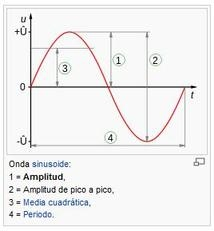 u
+Û
1
2
3
0
t
-Û
4
Onda sinusoide:
1 = Amplitud,
2 = Amplitud de pico a pico,
3 = Media cuadrática,
4 = Periodo.